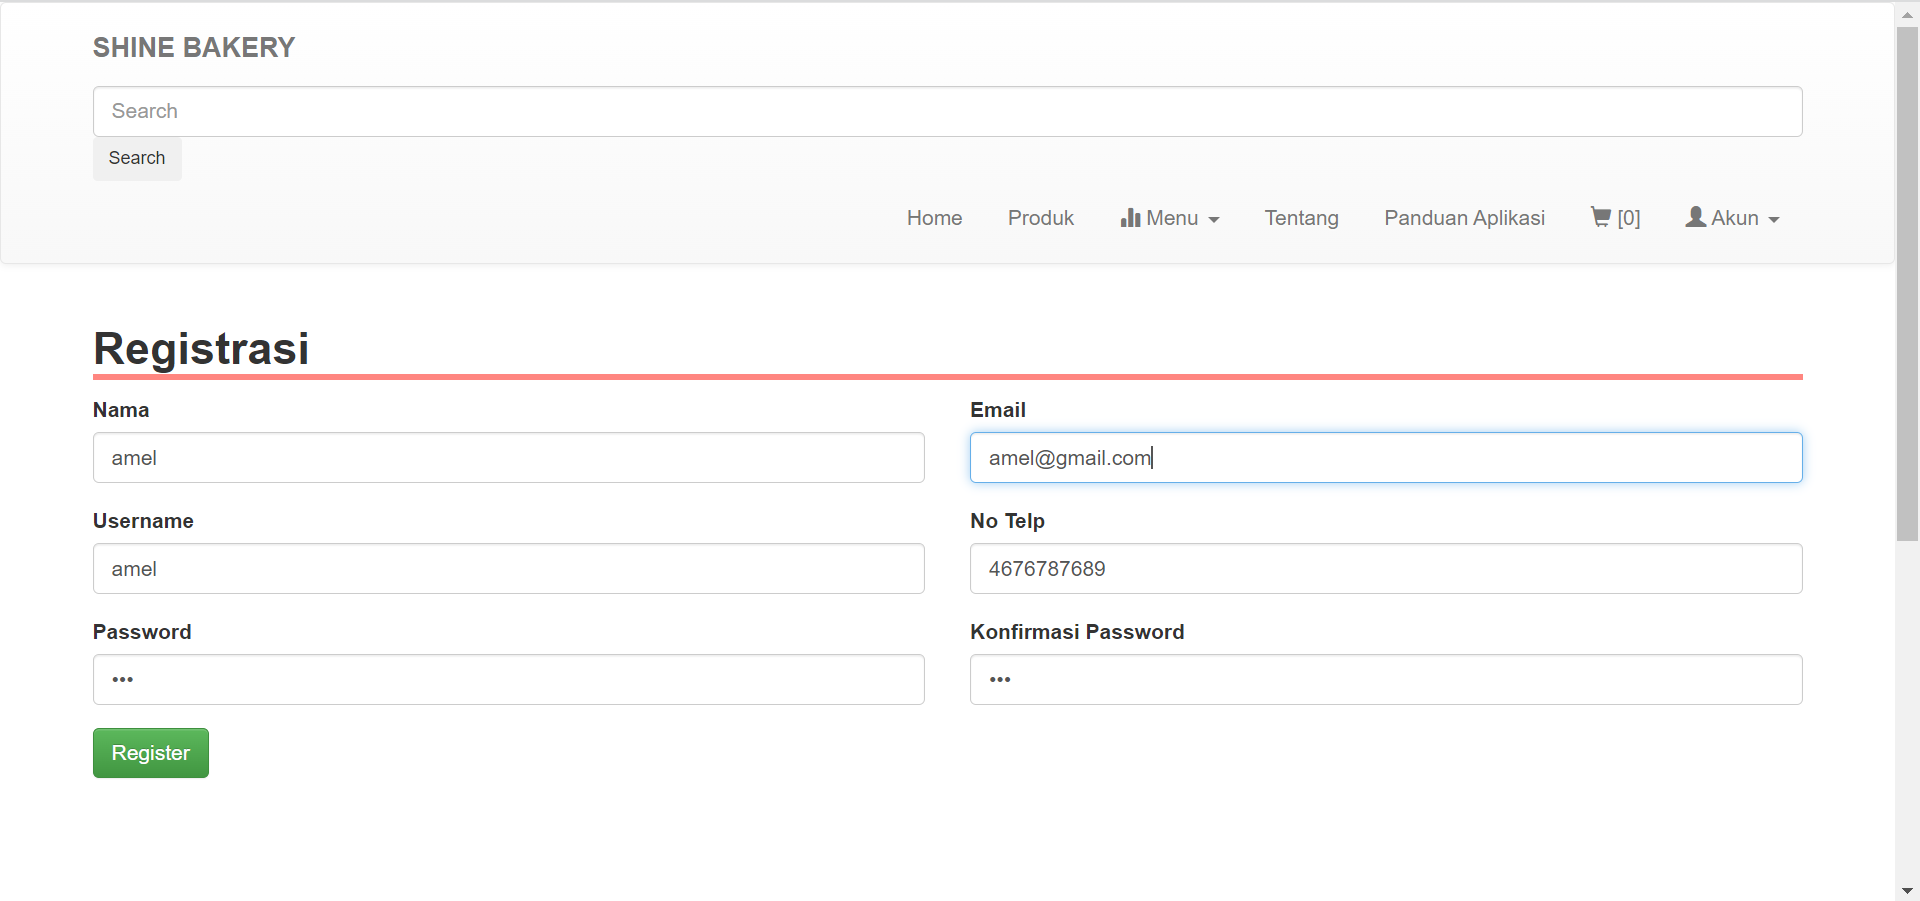 SHINE BAKERY
Search
Search
Home Produk Menu Tentang Panduan Aplikasi [0] Akun
Registrasi
Nama Email
amel amel@gmail.com
Username No Telp
amel 4676787689
Password Konfirmasi Password
••• •••
Register